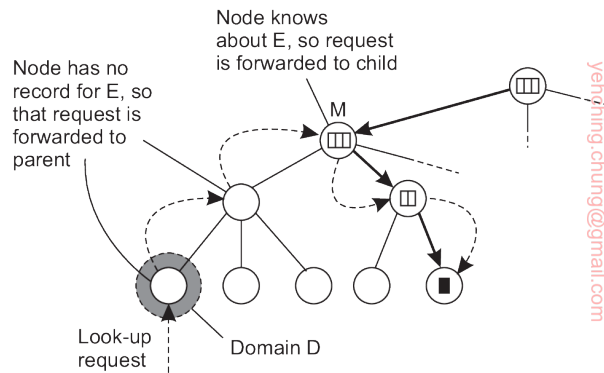 Node knows
about E, so request
is forwarded to child
Node has no
record for E, so
that request is
forwarded to
parent
M
Look-up
request
Domain D
yehching.chung@gmail.com